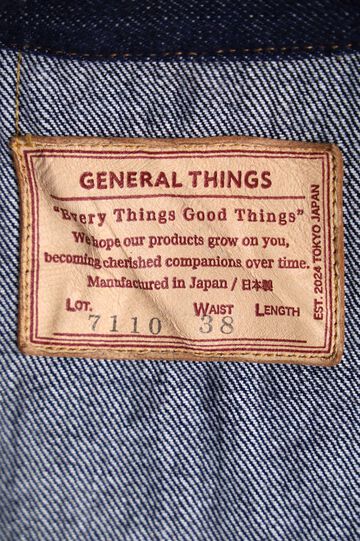 GENERAL THINGS
"Every Things Good Things"
We hope our products grow on you,
becoming cherished companions over time.
Manufactured in Japan / 日本製
LOT. WAIST LENGTH
7110 38
EST. 2024 TOKYO JAPAN